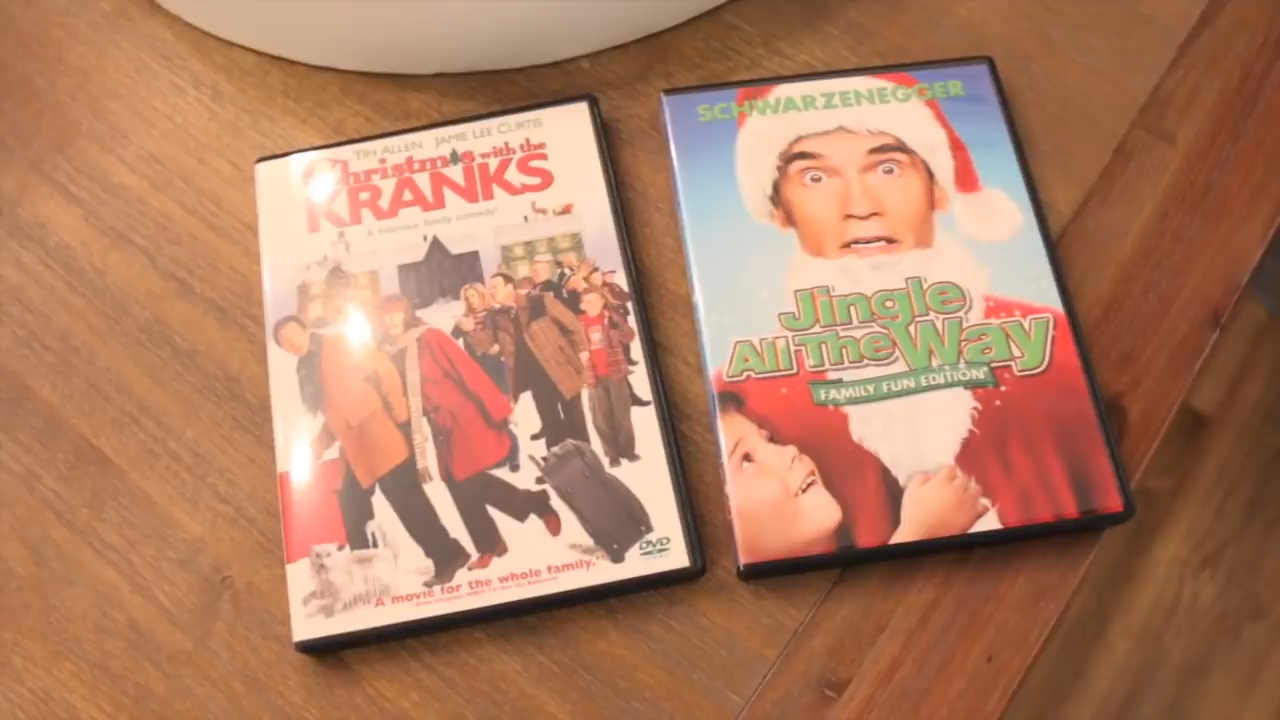 TIM ALLEN JAMIE LEE CURTIS
Christmas with the
KRANKS
A hilarious family comedy!
DVD
"A movie for the whole family."
SCHWARZENEGGER
Jingle
All The Way
FAMILY FUN EDITION